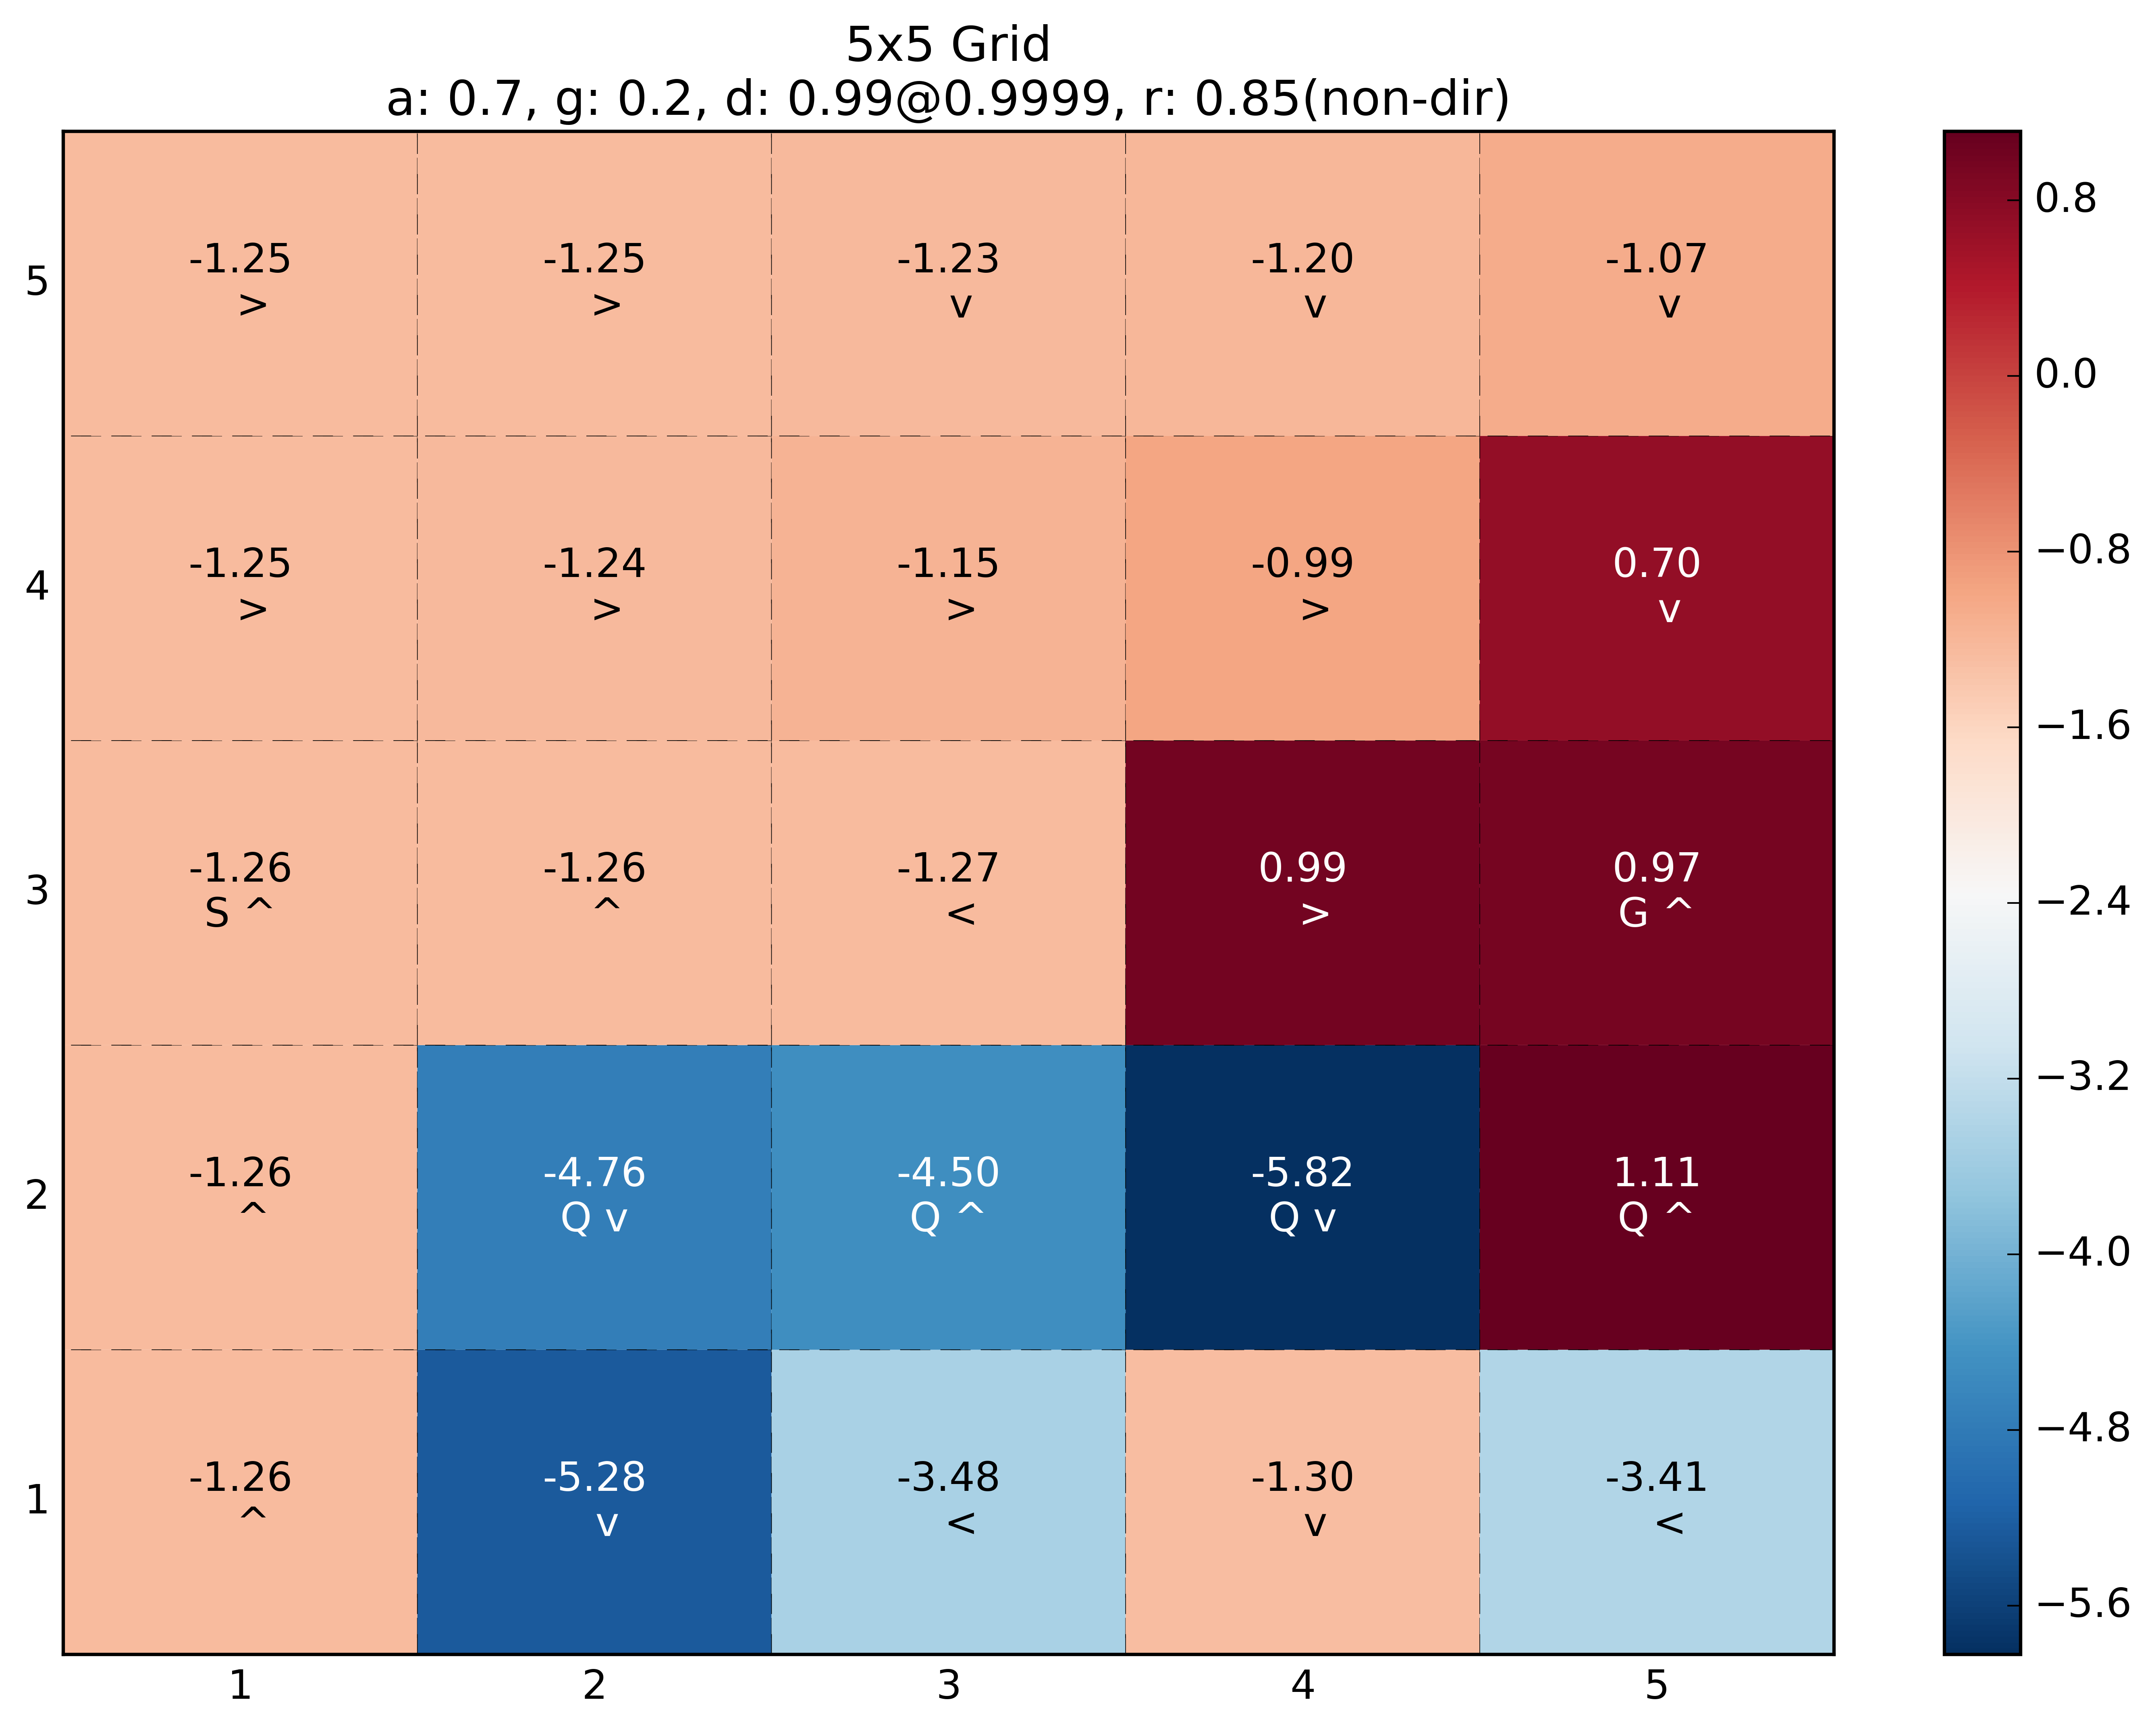 5x5 Grid
a: 0.7, g: 0.2, d: 0.99@0.9999, r: 0.85(non-dir)
5
-1.25 -1.25 -1.23 -1.20 -1.07
> > v v v
4
-1.25 -1.24 -1.15 -0.99 0.70
> > > > v
3
-1.26 -1.26 -1.27 0.99 0.97
S ^ ^ < > G ^
2
-1.26 -4.76 -4.50 -5.82 1.11
^ Q v Q ^ Q v Q ^
1
-1.26 -5.28 -3.48 -1.30 -3.41
^ v < v <
1 2 3 4 5
0.8
0.0
−0.8
−1.6
−2.4
−3.2
−4.0
−4.8
−5.6